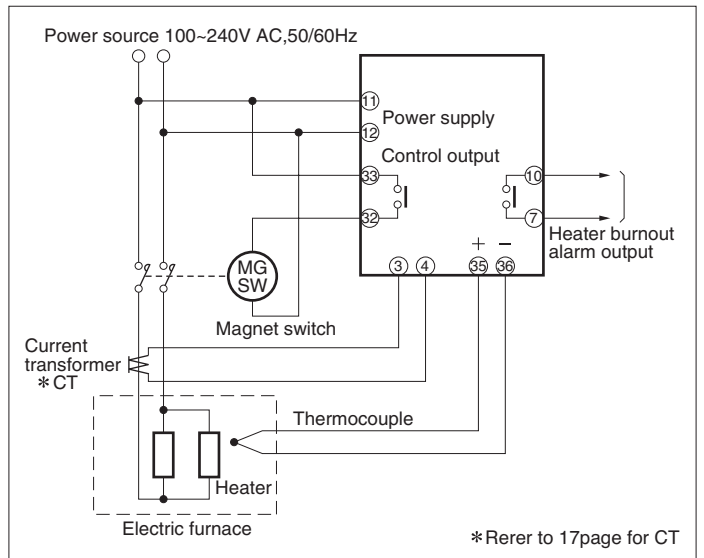 Power source 100~240V AC,50/60Hz
11
Power supply
12
Control output
33
10
32
7
Heater burnout
alarm output
+ −
3 4 35 36
MG
SW
Magnet switch
Current
transformer
*CT
Thermocouple
Heater
Electric furnace
*Rerer to 17page for CT